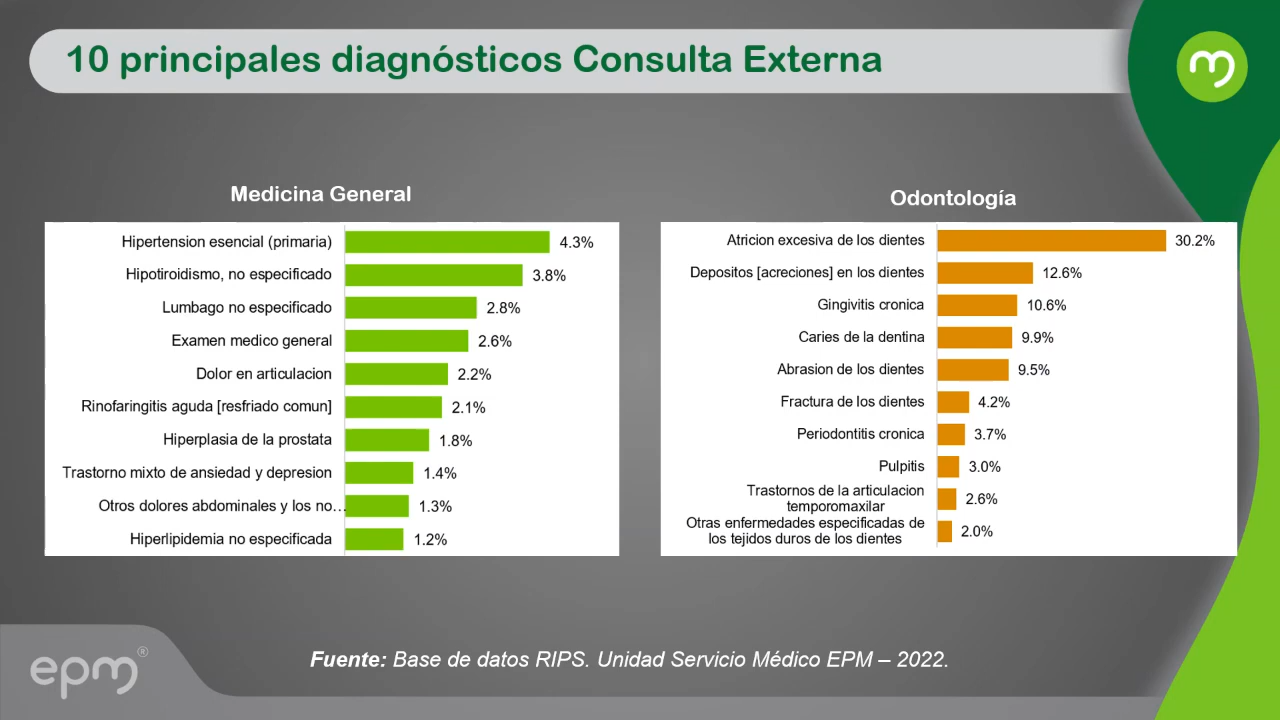 10 principales diagnósticos Consulta Externa
Medicina General
Hipertension esencial (primaria) 4.3%
Hipotiroidismo, no especificado 3.8%
Lumbago no especificado 2.8%
Examen medico general 2.6%
Dolor en articulacion 2.2%
Rinofaringitis aguda [resfriado comun] 2.1%
Hiperplasia de la prostata 1.8%
Trastorno mixto de ansiedad y depresion 1.4%
Otros dolores abdominales y los no… 1.3%
Hiperlipidemia no especificada 1.2%
Odontología
Atricion excesiva de los dientes 30.2%
Depositos [acreciones] en los dientes 12.6%
Gingivitis cronica 10.6%
Caries de la dentina 9.9%
Abrasion de los dientes 9.5%
Fractura de los dientes 4.2%
Periodontitis cronica 3.7%
Pulpitis 3.0%
Trastornos de la articulacion
temporomaxilar 2.6%
Otras enfermedades especificadas de
los tejidos duros de los dientes 2.0%
Fuente: Base de datos RIPS. Unidad Servicio Médico EPM – 2022.
epm®